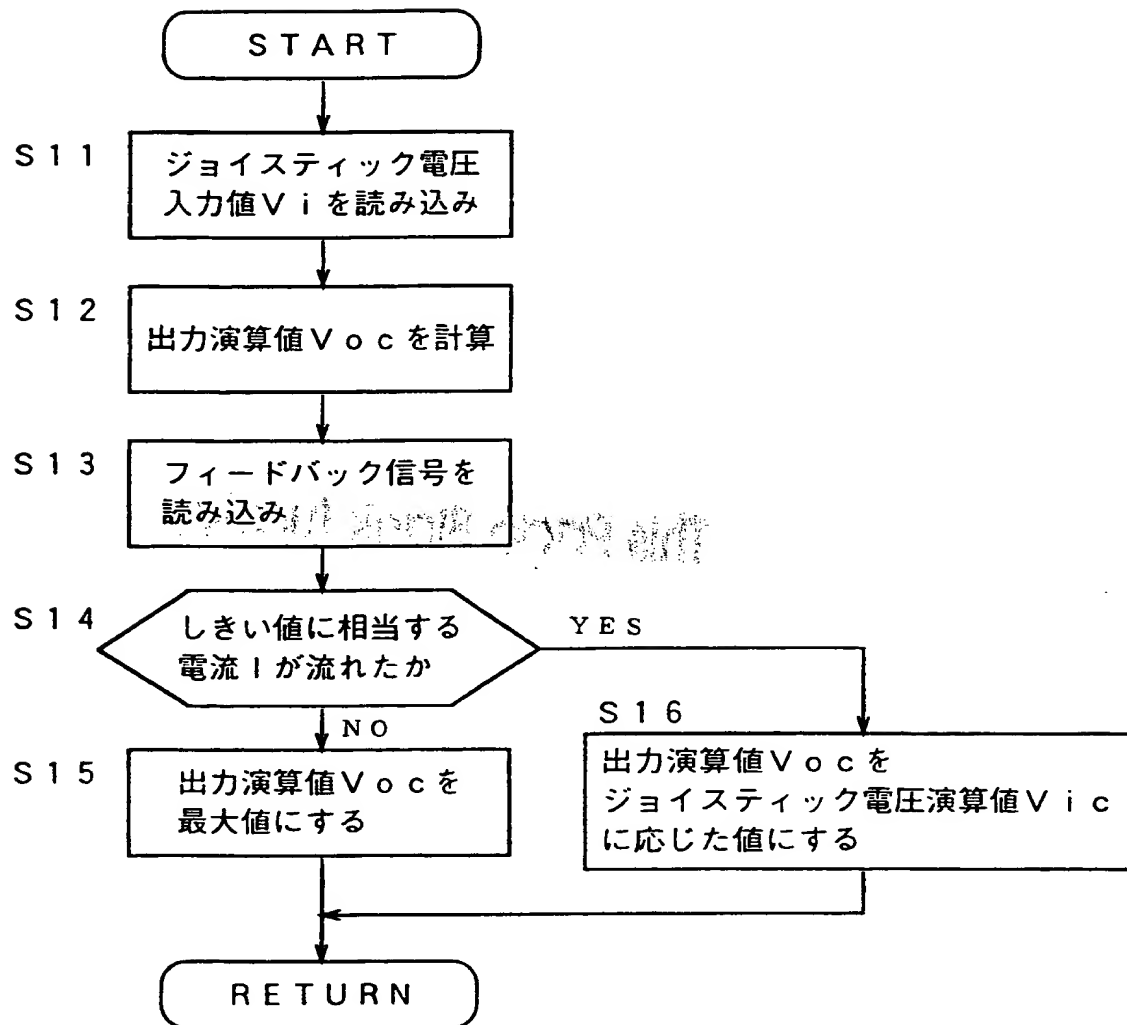 START
S11
ジョイスティック電圧
入力値Viを読み込み
S12
出力演算値Vocを計算
S13
フィードバック信号を
読み込み
S14
しきい値に相当する
電流Iが流れたか
YES
NO
S15
出力演算値Vocを
最大値にする
S16
出力演算値Vocを
ジョイスティック電圧演算値Vic
に応じた値にする
RETURN